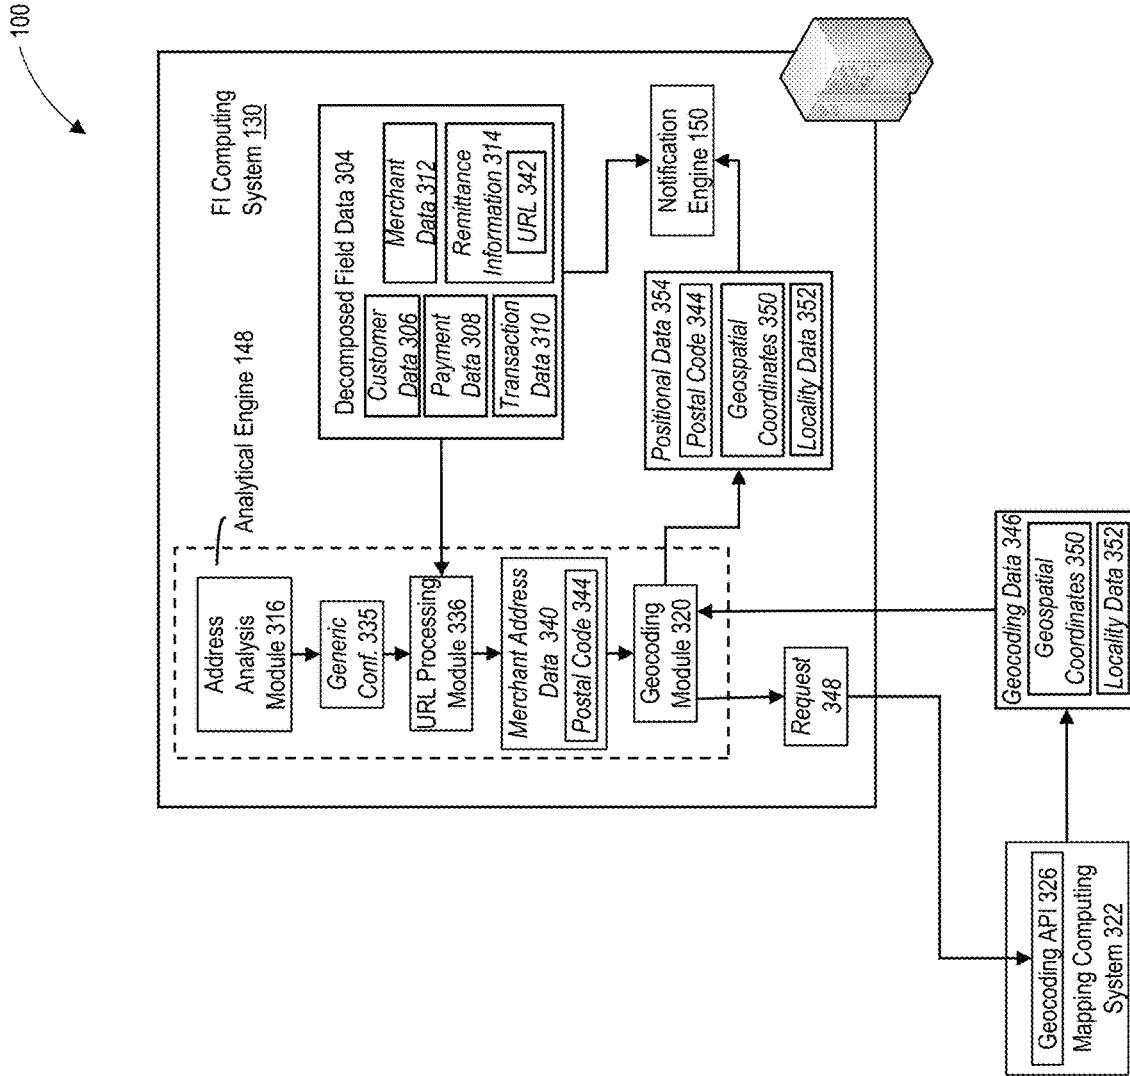 100
FI Computing
System 130
Analytical Engine 148
Address
Analysis
Module 316
Generic
Conf. 335
URL Processing
Module 336
Merchant Address
Data 340
Postal Code 344
Geocoding
Module 320
Decomposed Field Data 304
Customer
Data 306
Payment
Data 308
Transaction
Data 310
Merchant
Data 312
Remittance
Information 314
URL 342
Notification
Engine 150
Positional Data 354
Postal Code 344
Geospatial
Coordinates 350
Locality Data 352
Request
348
Geocoding Data 346
Geospatial
Coordinates 350
Locality Data 352
Geocoding API 326
Mapping Computing
System 322